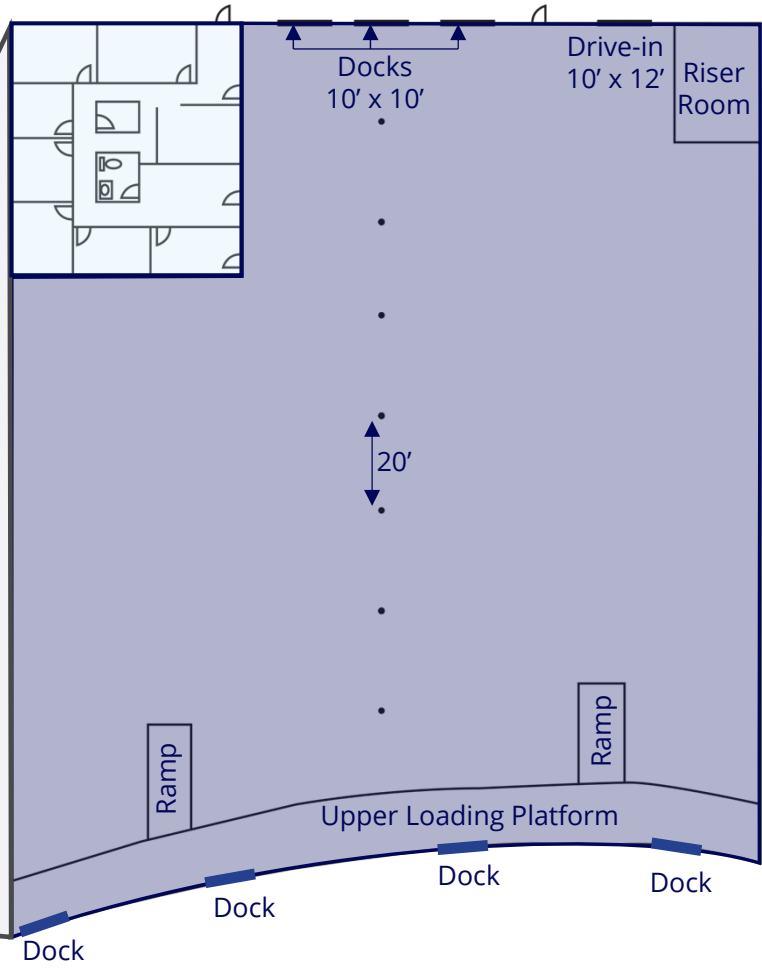 Docks
10’ x 10’
Drive-in
10’ x 12’
Riser
Room
20’
Ramp
Ramp
Upper Loading Platform
Dock
Dock
Dock
Dock